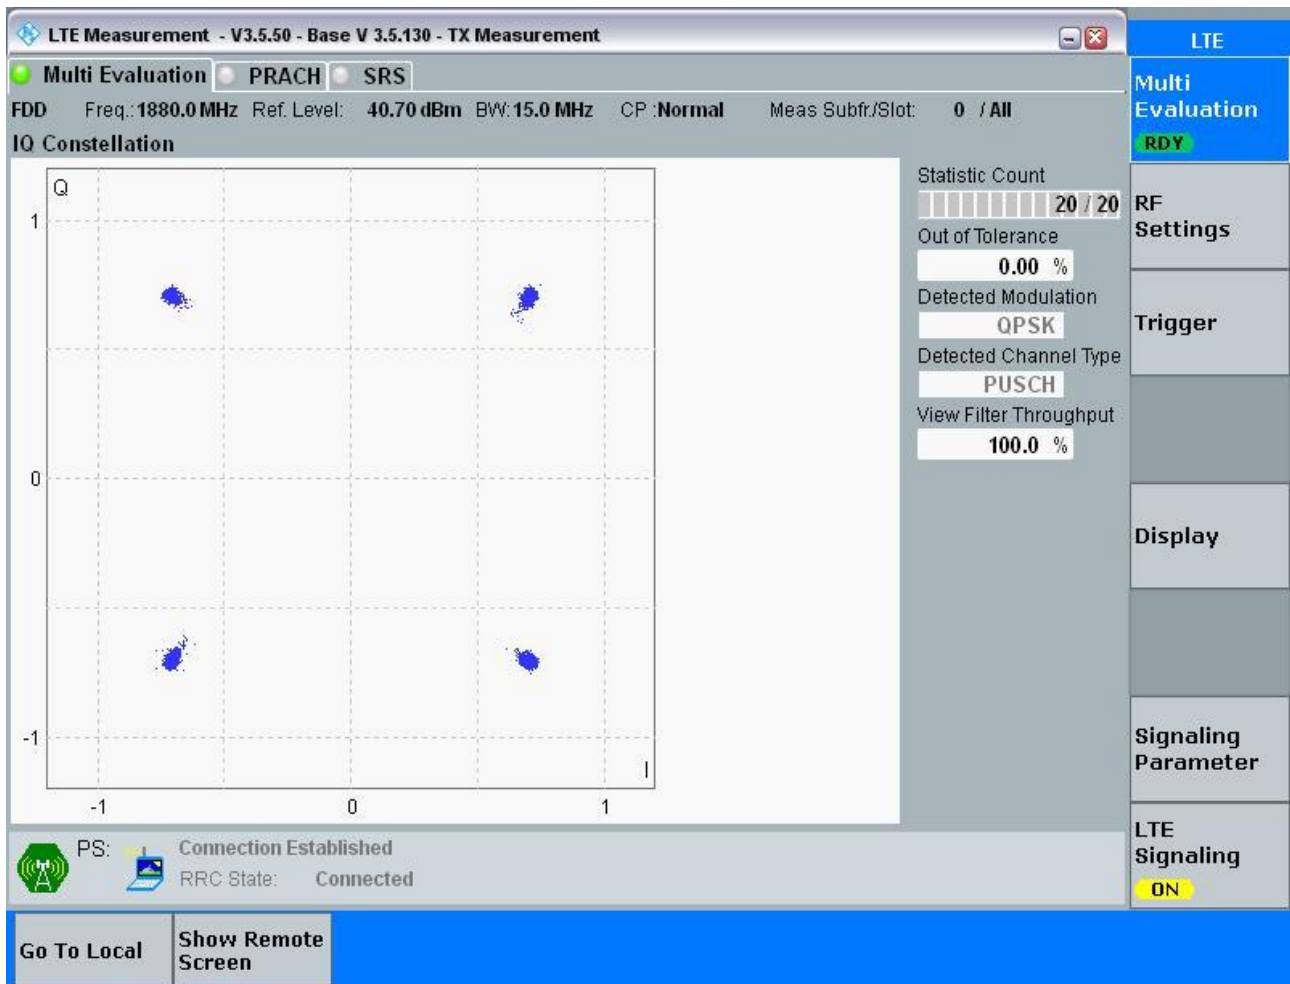 LTE Measurement - V3.5.50 - Base V 3.5.130 - TX Measurement
LTE
Multi Evaluation PRACH SRS
FDD Freq.: 1880.0 MHz Ref. Level: 40.70 dBm BW: 15.0 MHz CP : Normal Meas Subfr./Slot: 0 / All
IQ Constellation
Q
1
0
-1
I
-1 0 1
Statistic Count
20 / 20
Out of Tolerance
0.00 %
Detected Modulation
QPSK
Detected Channel Type
PUSCH
View Filter Throughput
100.0 %
Multi
Evaluation
RDY
RF
Settings
Trigger
Display
Signaling
Parameter
LTE
Signaling
ON
PS: Connection Established
RRC State: Connected
Go To Local
Show Remote
Screen